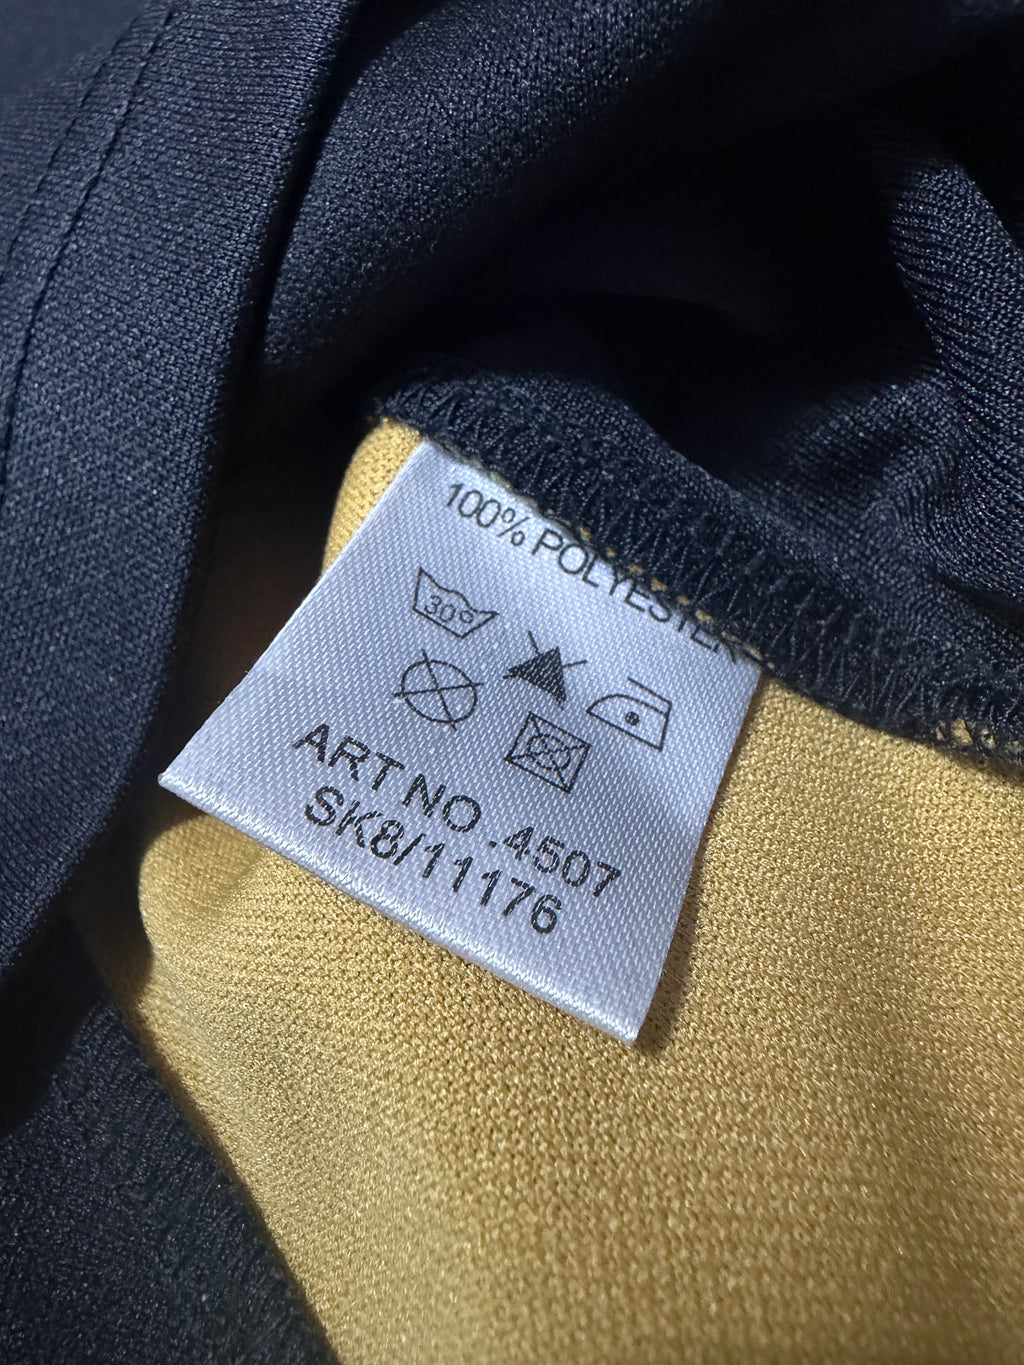 100% POLYESTER
30°
ART NO .4507
SK8/11176